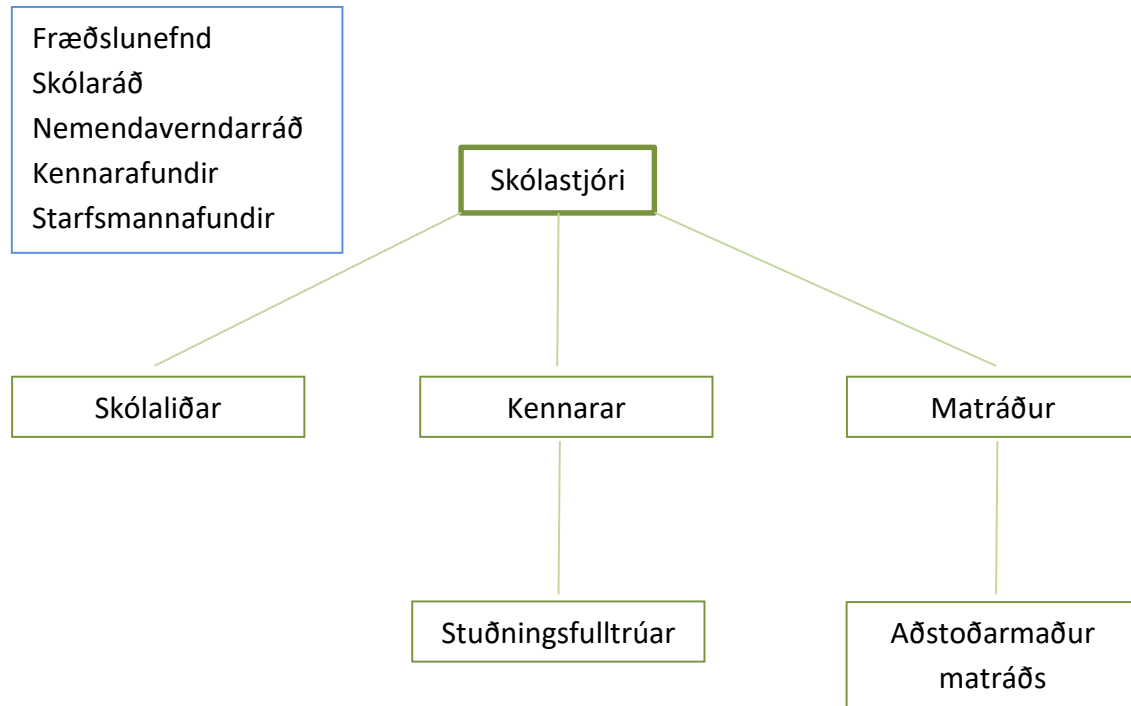 Fræðslunefnd
Skólaráð
Nemendaverndarráð
Kennarafundir
Starfsmannafundir
Skólastjóri
Skólaliðar
Kennarar
Matráður
Stuðningsfulltrúar
Aðstoðarmaður
matráðs